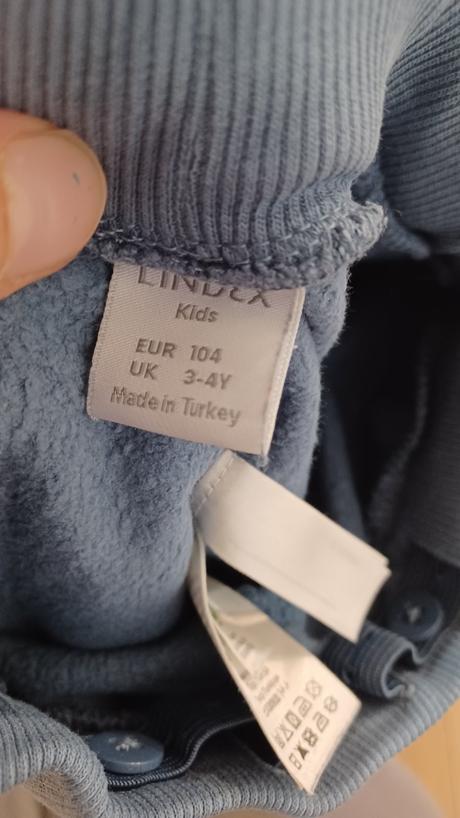 LINDEX
Kids
EUR 104
UK 3-4Y
Made in Turkey